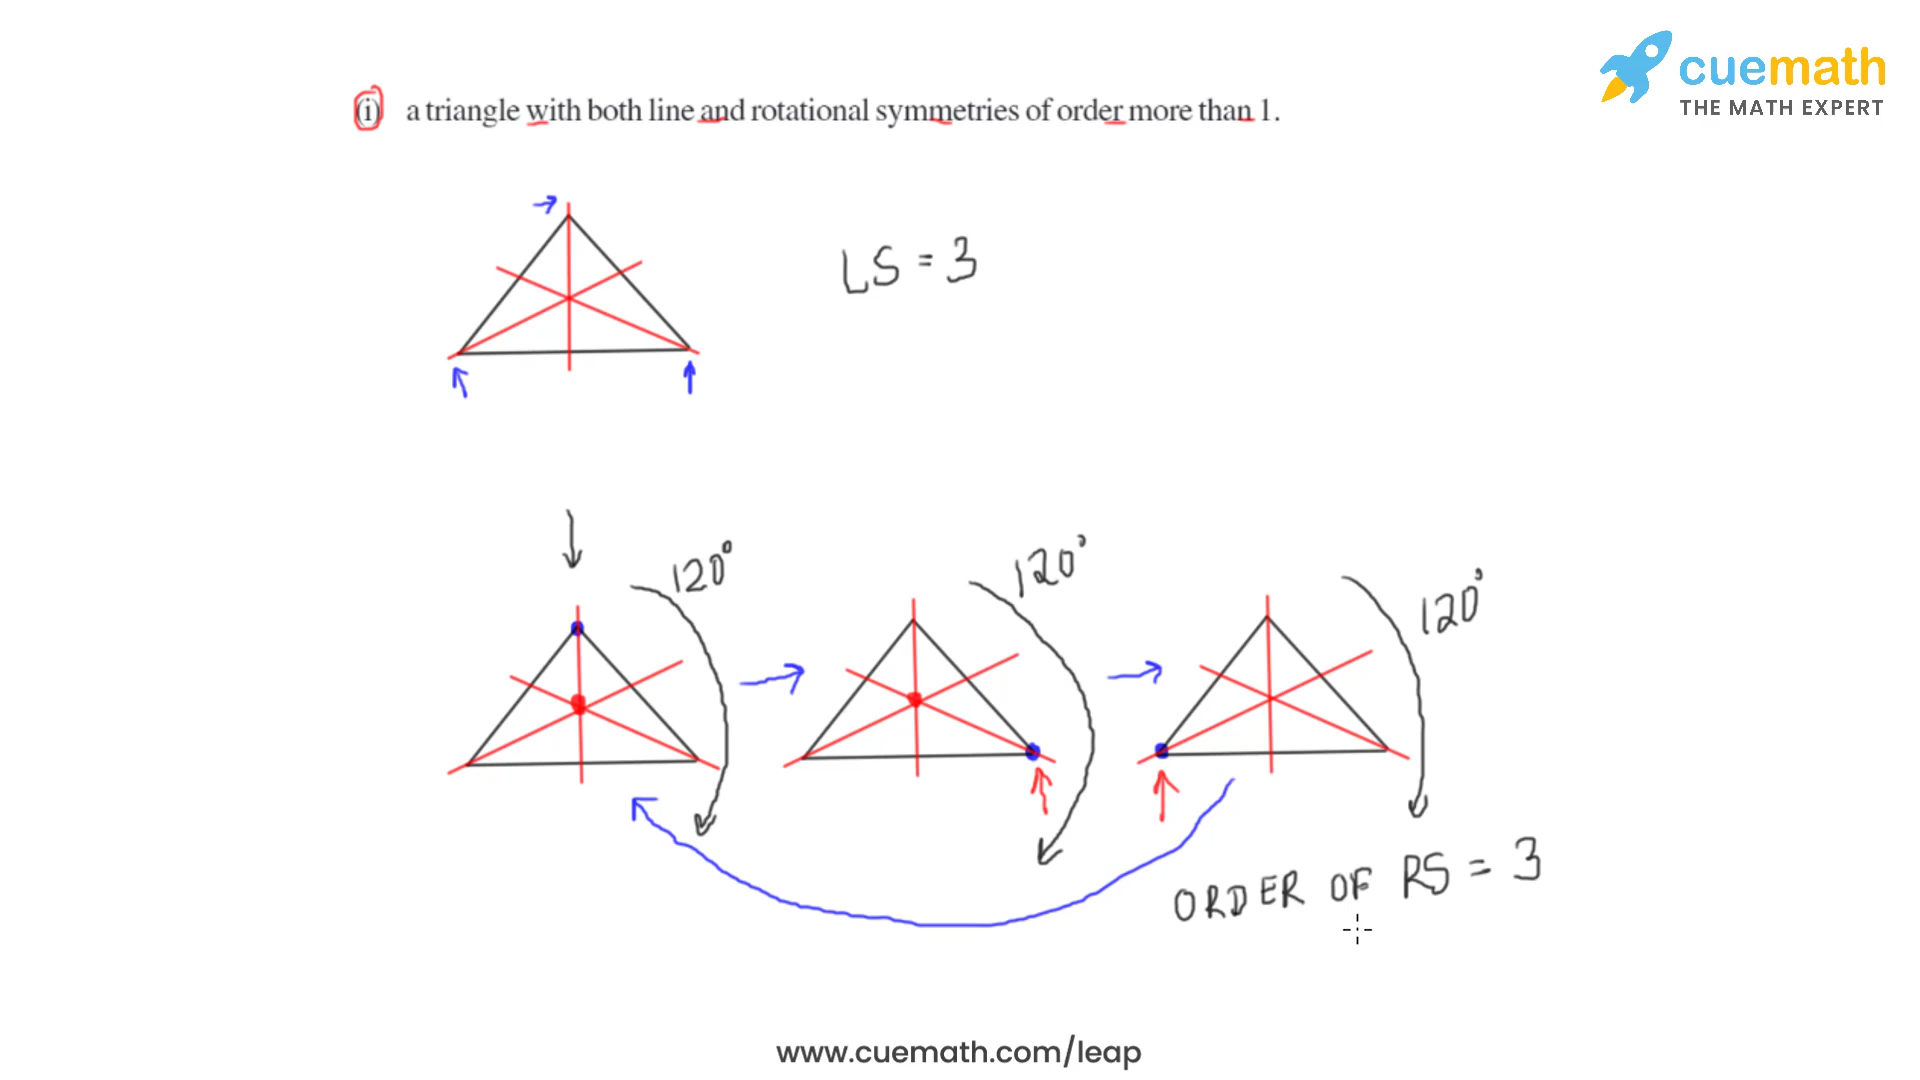 cuemath
THE MATH EXPERT
(i) a triangle with both line and rotational symmetries of order more than 1.
LS = 3
120° 120° 120°
ORDER OF RS = 3
www.cuemath.com/leap